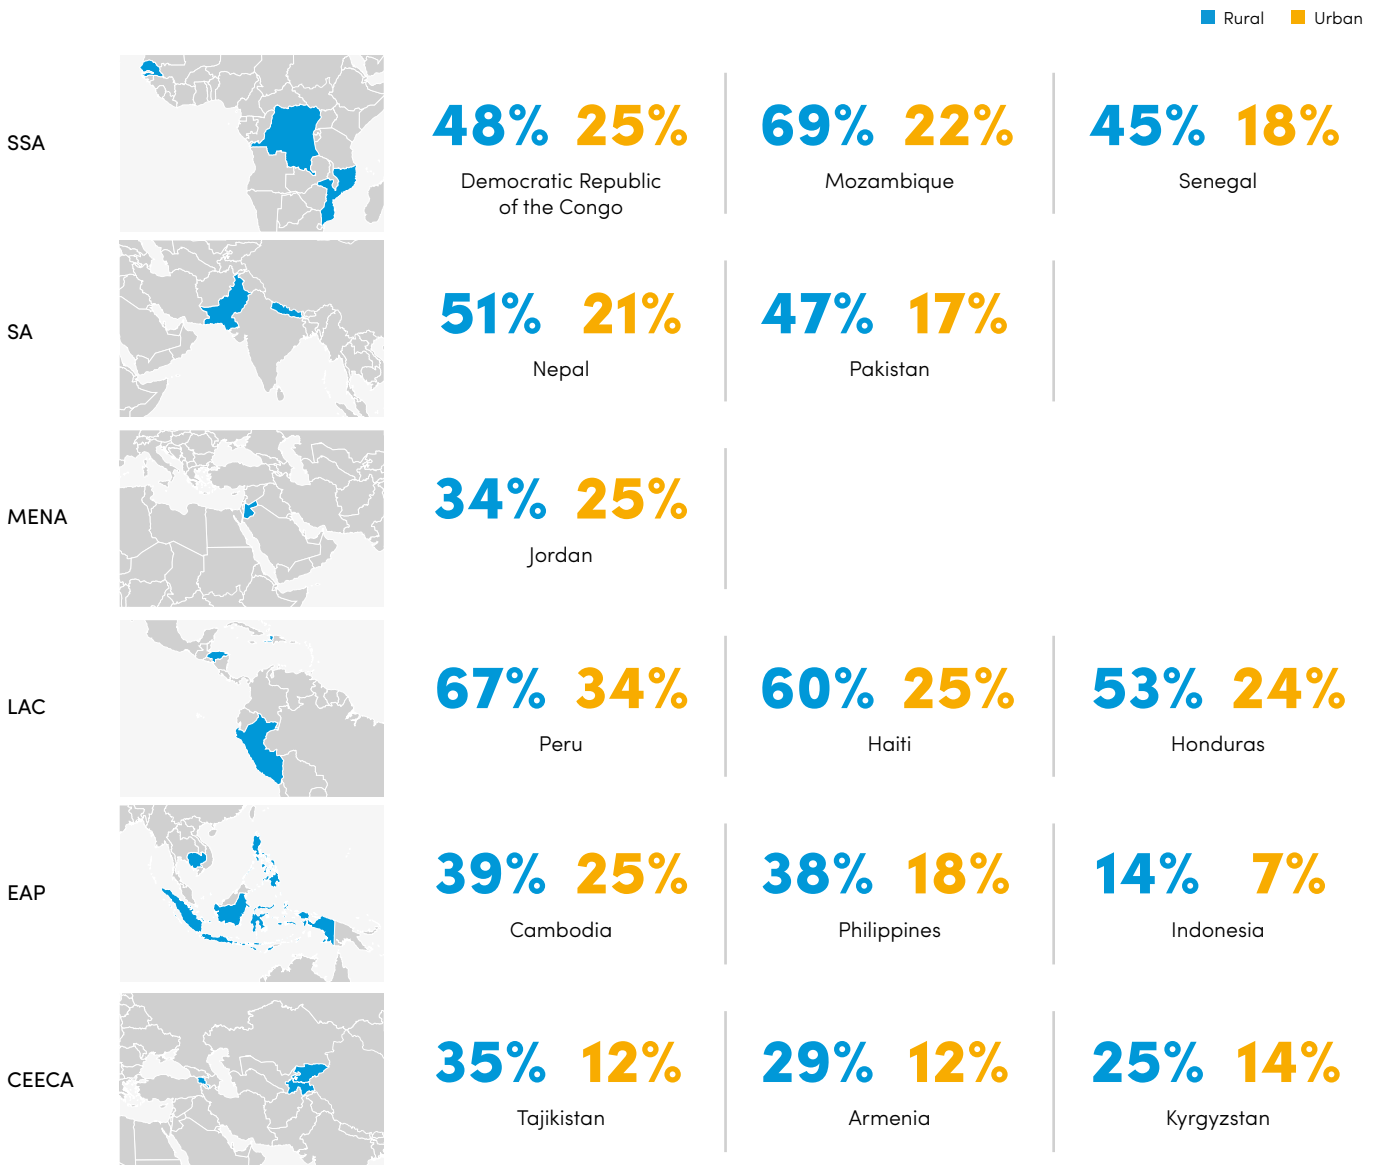 Rural Urban
SSA
48% 25%
Democratic Republic
of the Congo
69% 22%
Mozambique
45% 18%
Senegal
SA
51% 21%
Nepal
47% 17%
Pakistan
MENA
34% 25%
Jordan
LAC
67% 34%
Peru
60% 25%
Haiti
53% 24%
Honduras
EAP
39% 25%
Cambodia
38% 18%
Philippines
14% 7%
Indonesia
CEECA
35% 12%
Tajikistan
29% 12%
Armenia
25% 14%
Kyrgyzstan